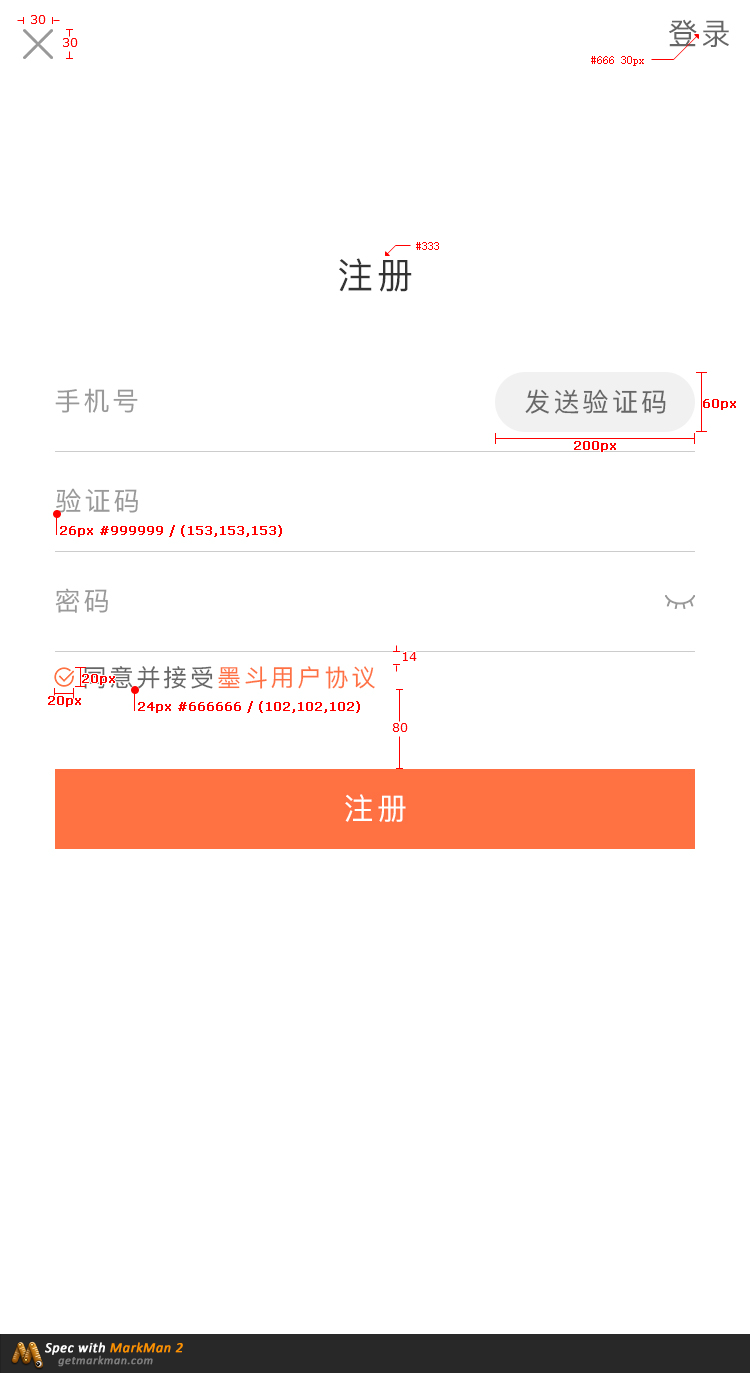 30
30
登录
#666 30px
#333
注册
手机号
发送验证码
60px
200px
验证码
26px #999999 / (153,153,153)
密码
14
同意并接受墨斗用户协议
20px
20px
24px #666666 / (102,102,102)
80
注册
Spec with MarkMan 2
getmarkman.com